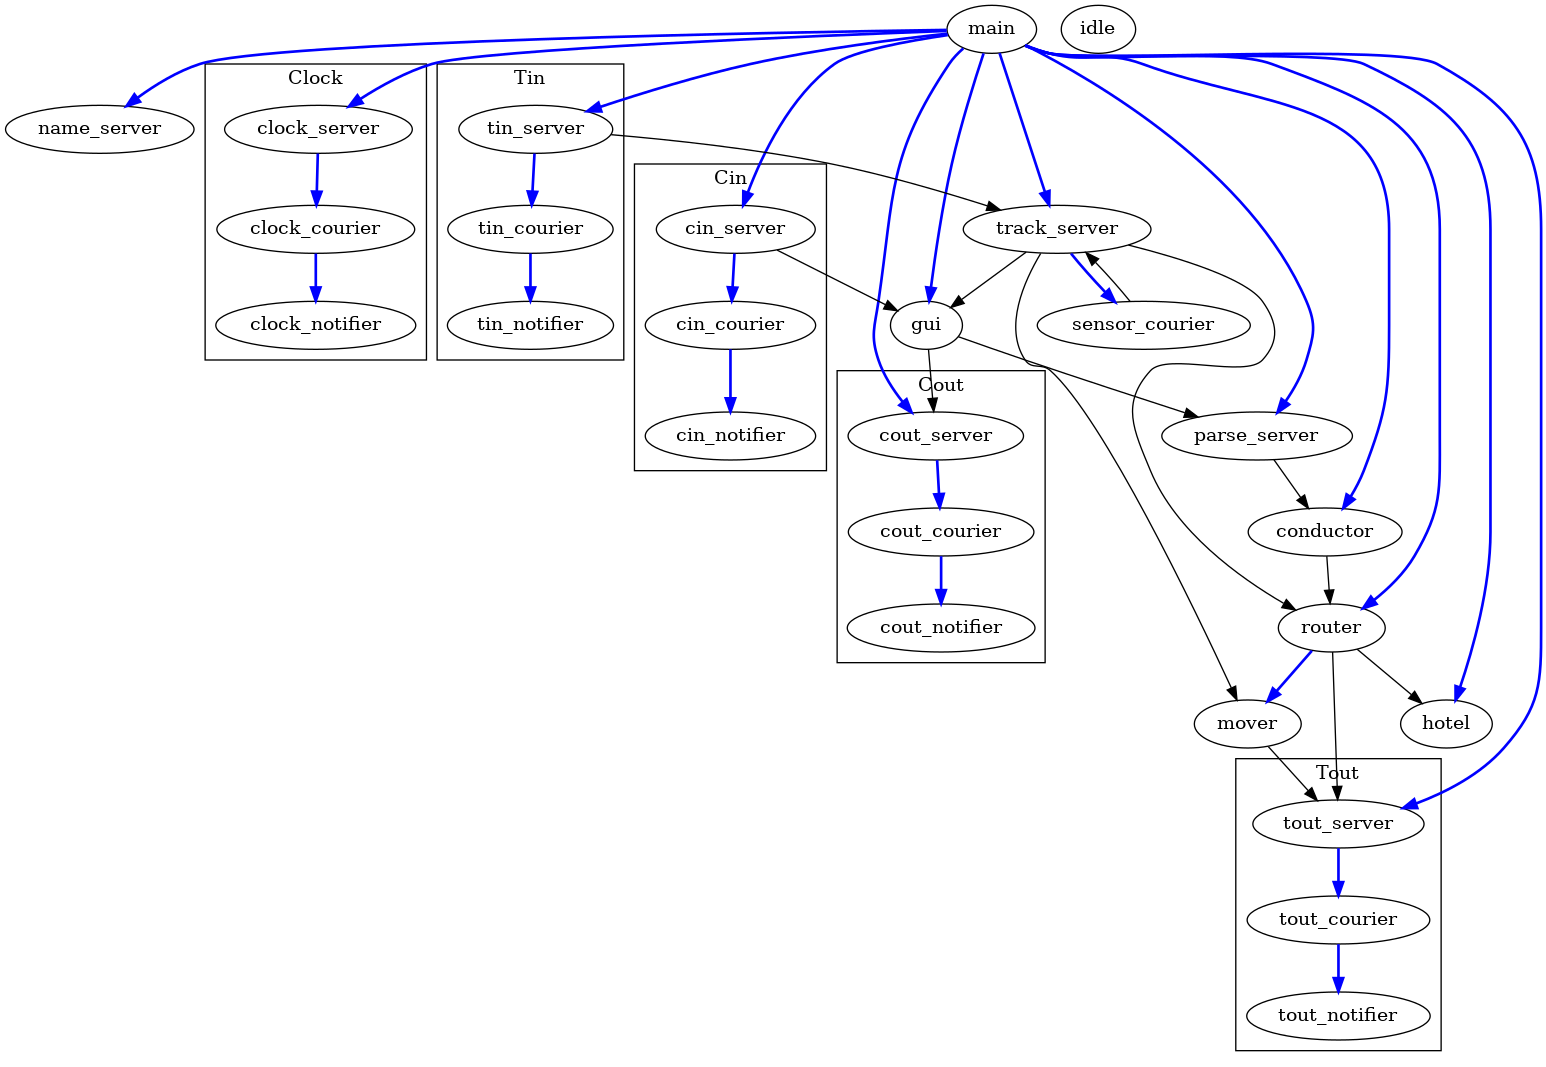 main
idle
Clock
Tin
name_server
clock_server
tin_server
Cin
clock_courier
tin_courier
cin_server
track_server
clock_notifier
tin_notifier
cin_courier
gui
sensor_courier
Cout
cin_notifier
cout_server
parse_server
cout_courier
conductor
cout_notifier
router
mover
hotel
Tout
tout_server
tout_courier
tout_notifier